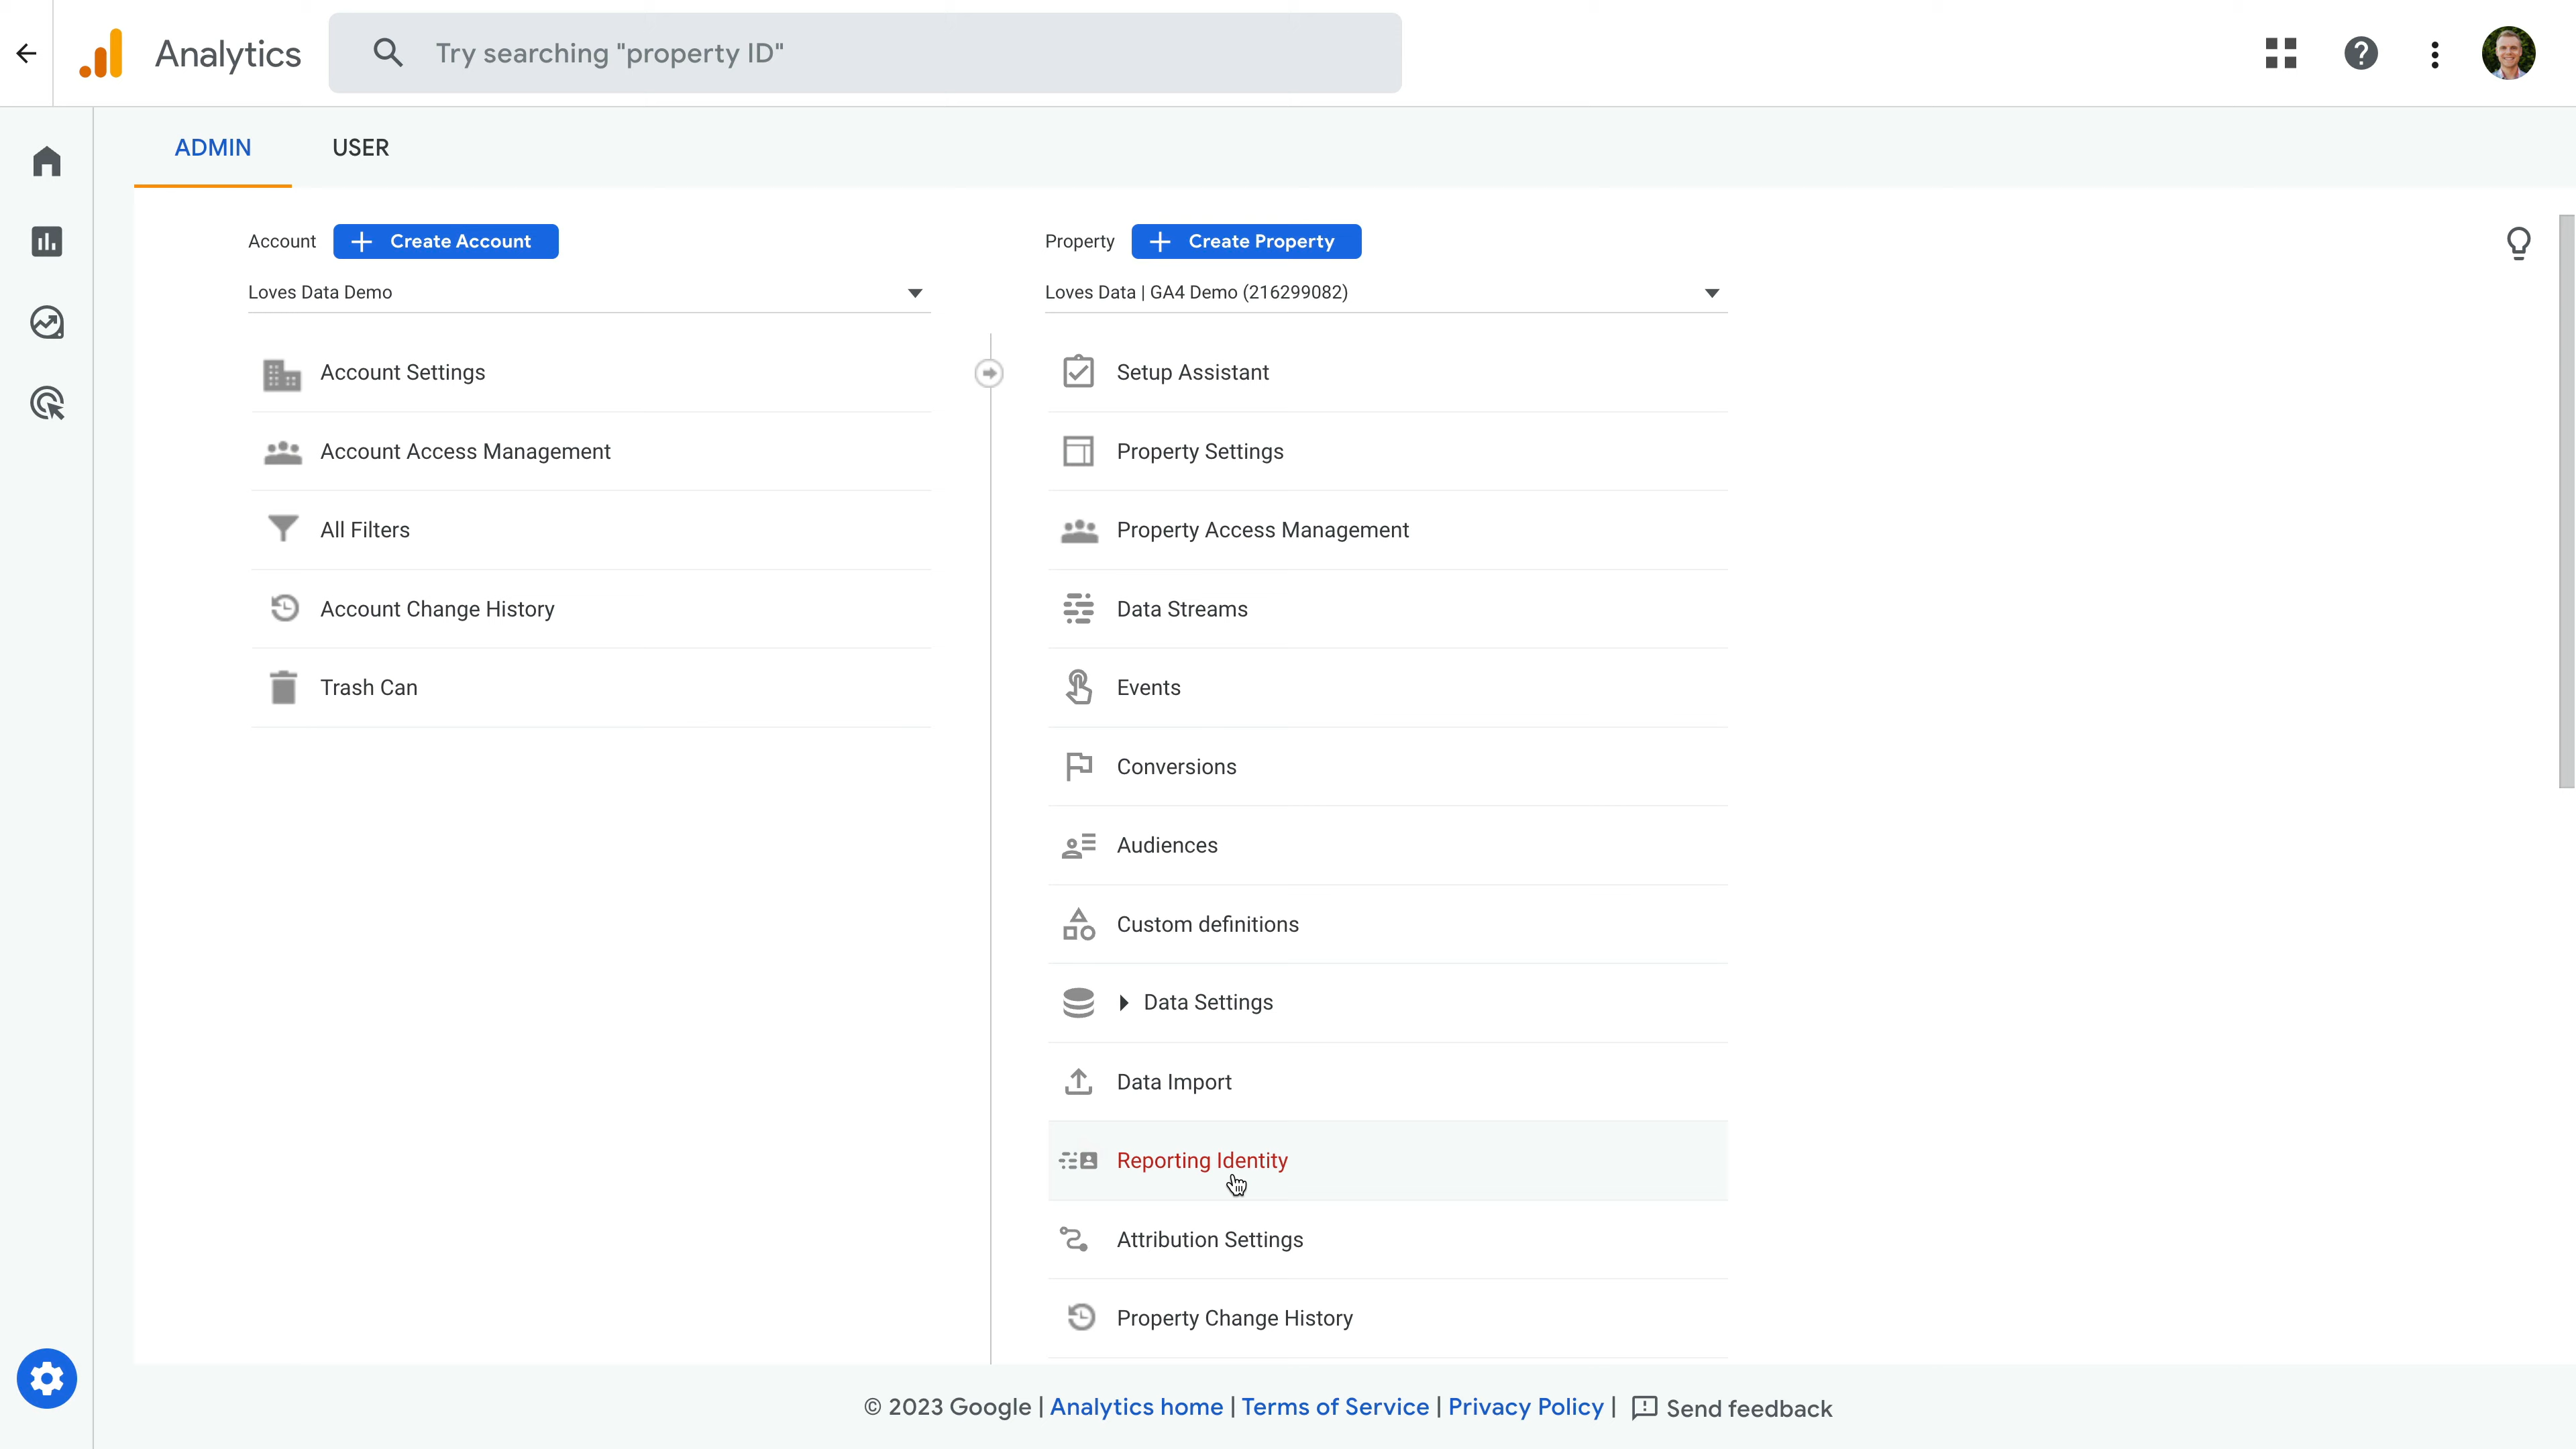 Analytics
Try searching "property ID"
ADMIN
USER
Account
Create Account
Property
Create Property
Loves Data Demo
Loves Data | GA4 Demo (216299082)
Account Settings
Account Access Management
All Filters
Account Change History
Trash Can
Setup Assistant
Property Settings
Property Access Management
Data Streams
Events
Conversions
Audiences
Custom definitions
Data Settings
Data Import
Reporting Identity
Attribution Settings
Property Change History
© 2023 Google | Analytics home | Terms of Service | Privacy Policy | Send feedback